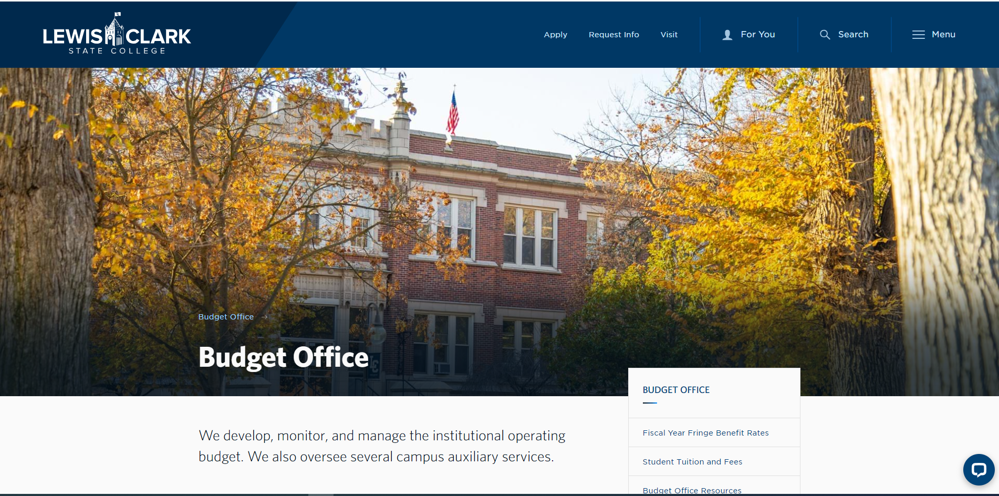 LEWIS CLARK
STATE COLLEGE
Apply
Request Info
Visit
For You
Search
Menu
Budget Office →
Budget Office
We develop, monitor, and manage the institutional operating
budget. We also oversee several campus auxiliary services.
BUDGET OFFICE
Fiscal Year Fringe Benefit Rates
Student Tuition and Fees
Budget Office Resources